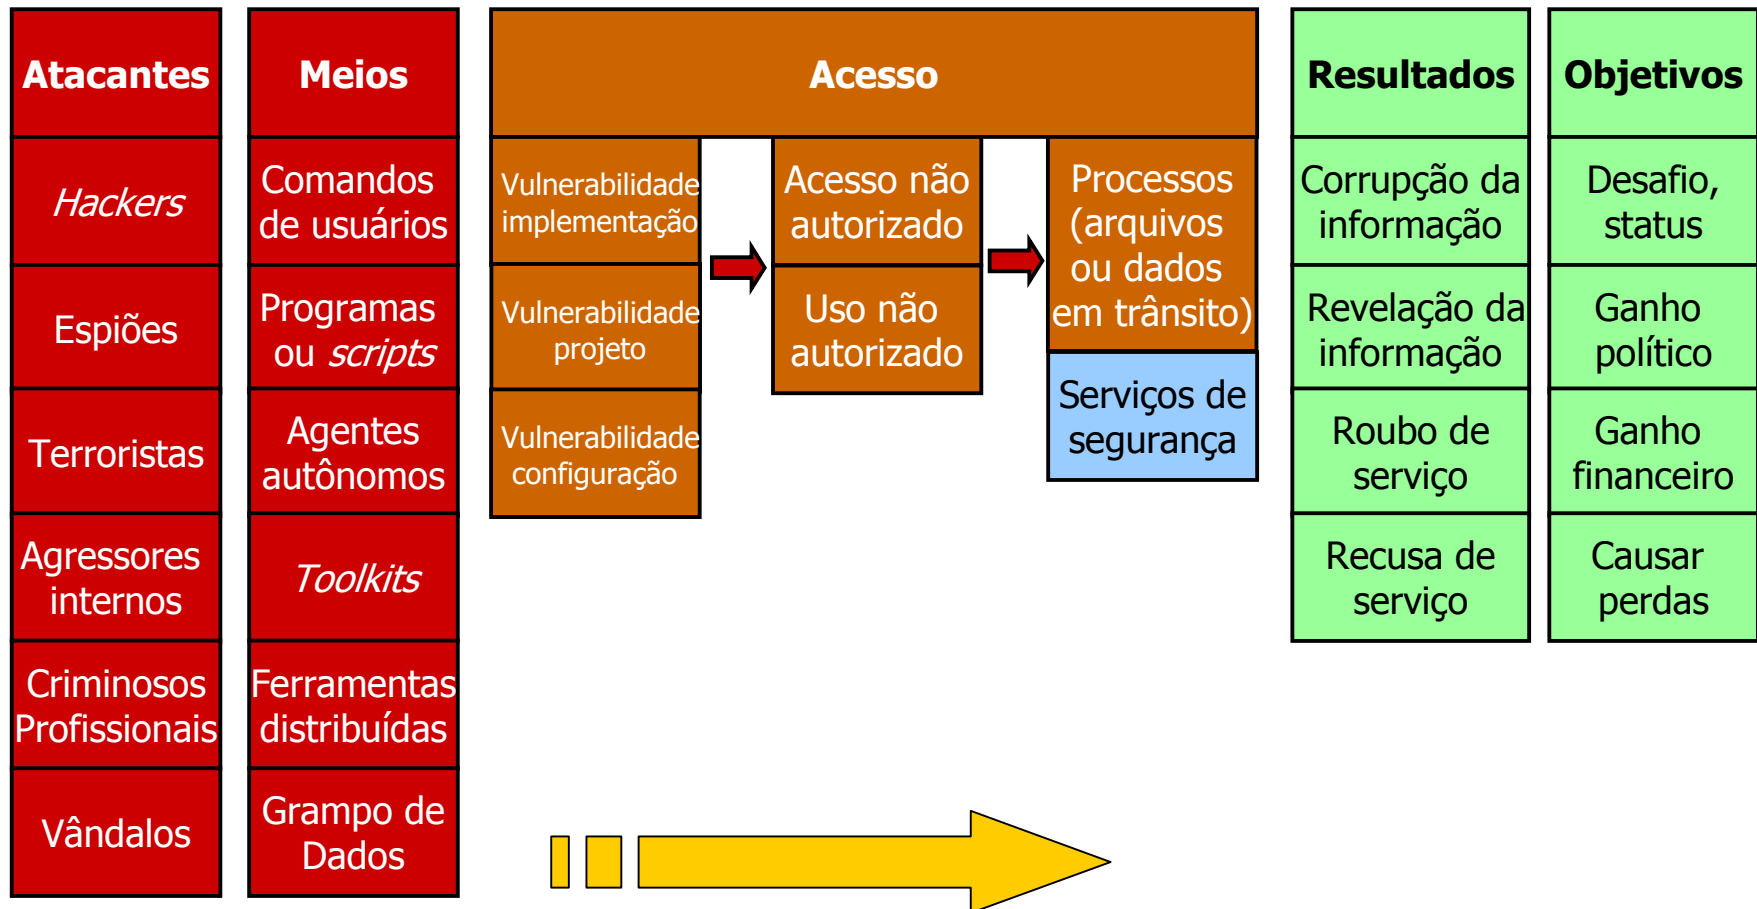 Atacantes
Hackers
Espiões
Terroristas
Agressores
internos
Criminosos
Profissionais
Vândalos
Meios
Comandos
de usuários
Programas
ou scripts
Agentes
autônomos
Toolkits
Ferramentas
distribuídas
Grampo de
Dados
Acesso
Vulnerabilidade
implementação
Vulnerabilidade
projeto
Vulnerabilidade
configuração
Acesso não
autorizado
Uso não
autorizado
Processos
(arquivos
ou dados
em trânsito)
Serviços de
segurança
Resultados
Corrupção da
informação
Revelação da
informação
Roubo de
serviço
Recusa de
serviço
Objetivos
Desafio,
status
Ganho
político
Ganho
financeiro
Causar
perdas